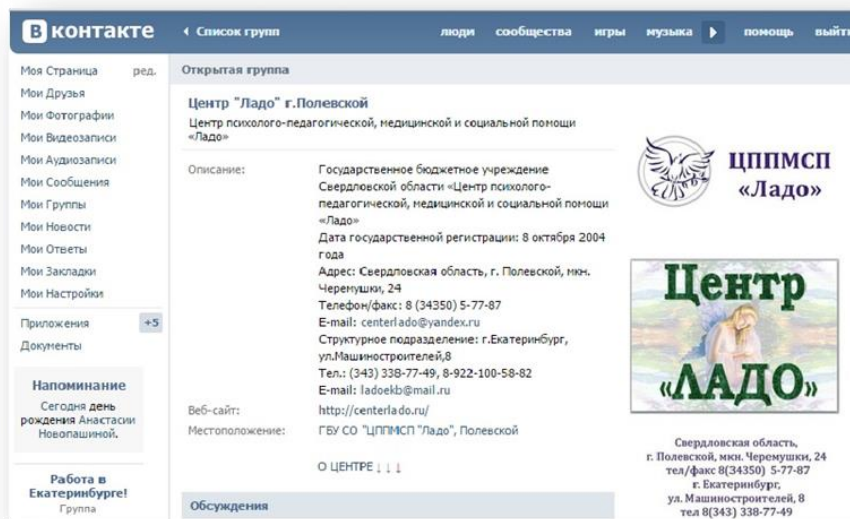 В контакте
Список групп
люди сообщества игры музыка помощь выйти
Моя Страница ред.
Мои Друзья
Мои Фотографии
Мои Видеозаписи
Мои Аудиозаписи
Мои Сообщения
Мои Группы
Мои Новости
Мои Ответы
Мои Закладки
Мои Настройки
Приложения +5
Документы
Напоминание
Сегодня день
рождения Анастасии
Новопашиной.
Работа в
Екатеринбурге!
Группа
Открытая группа
Центр "Ладо" г.Полевской
Центр психолого-педагогической, медицинской и социальной помощи
«Ладо»
Описание:
Государственное бюджетное учреждение
Свердловской области «Центр психолого-
педагогической, медицинской и социальной помощи
«Ладо»
Дата государственной регистрации: 8 октября 2004
года
Адрес: Свердловская область, г. Полевской, мкн.
Черемушки, 24
Телефон/факс: 8 (34350) 5-77-87
E-mail: centerlado@yandex.ru
Структурное подразделение: г.Екатеринбург,
ул.Машиностроителей,8
Тел.: (343) 338-77-49, 8-922-100-58-82
E-mail: ladoekb@mail.ru
Веб-сайт: http://centerlado.ru/
Местоположение: ГБУ СО "ЦППМСП "Ладо", Полевской
О ЦЕНТРЕ ↓ ↓ ↓
Обсуждения
ЦППМСП
«Ладо»
Центр
«ЛАДО»
Свердловская область,
г. Полевской, мкн. Черемушки, 24
тел/факс 8(34350) 5-77-87
г. Екатеринбург,
ул. Машиностроителей, 8
тел 8(343) 338-77-49